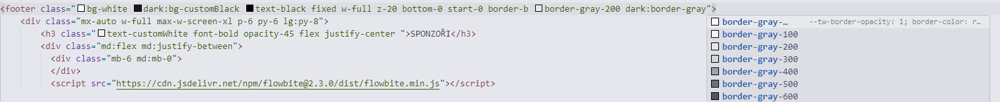 <footer class="bg-white dark:bg-customBlack text-black fixed w-full z-20 bottom-0 start-0 border-b border-gray-200 dark:border-gray">
<div class="mx-auto w-full max-w-screen-xl p-6 py-6 lg:py-8">
<h3 class="text-customWhite font-bold opacity-45 flex justify-center ">SPONZOŘI</h3>
<div class="md:flex md:justify-between">
<div class="mb-6 md:mb-0">
</div>
<script src="https://cdn.jsdelivr.net/npm/flowbite@2.3.0/dist/flowbite.min.js"></script>
border-gray-… --tw-border-opacity: 1; border-color: r…
border-gray-100
border-gray-200
border-gray-300
border-gray-400
border-gray-500
border-gray-600